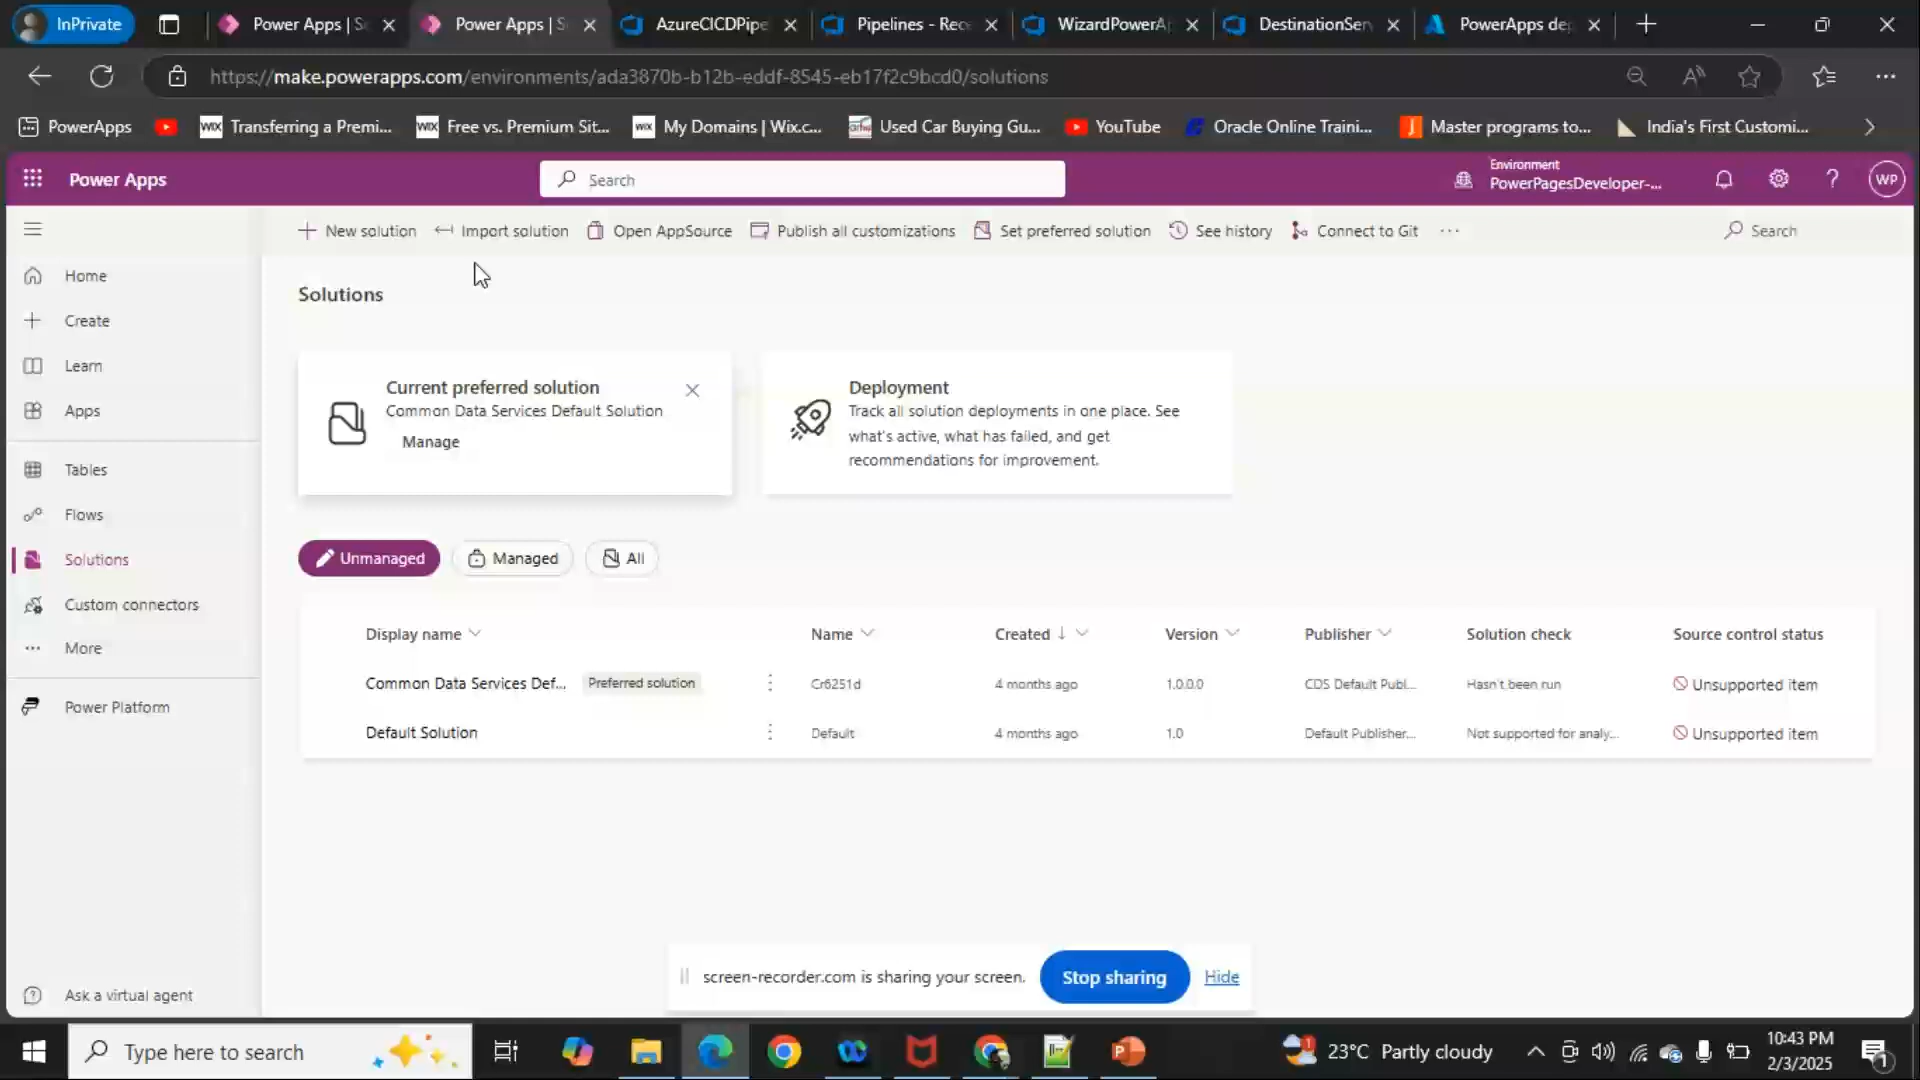 InPrivate
Power Apps | S
Power Apps | S
AzureCICDPipe
Pipelines - Rec
WizardPowerA
DestinationSer
PowerApps de
https://make.powerapps.com/environments/ada3870b-b12b-eddf-8545-eb17f2c9bcd0/solutions
PowerApps
Transferring a Premi...
Free vs. Premium Sit...
My Domains | Wix.c...
Used Car Buying Gu...
YouTube
Oracle Online Traini...
Master programs to...
India's First Customi...
Power Apps
Search
Environment
PowerPagesDeveloper-...
WP
New solution
Import solution
Open AppSource
Publish all customizations
Set preferred solution
See history
Connect to Git
Search
Home
Create
Learn
Apps
Tables
Flows
Solutions
Custom connectors
More
Power Platform
Ask a virtual agent
Solutions
Current preferred solution
Common Data Services Default Solution
Manage
Deployment
Track all solution deployments in one place. See
what's active, what has failed, and get
recommendations for improvement.
Unmanaged
Managed
All
Display name Name Created Version Publisher Solution check Source control status
Common Data Services Def... Preferred solution Cr6251d 4 months ago 1.0.0.0 CDS Default Publ... Hasn't been run Unsupported item
Default Solution Default 4 months ago 1.0 Default Publisher... Not supported for analy... Unsupported item
screen-recorder.com is sharing your screen. Stop sharing Hide
Type here to search
23°C Partly cloudy
10:43 PM
2/3/2025
1